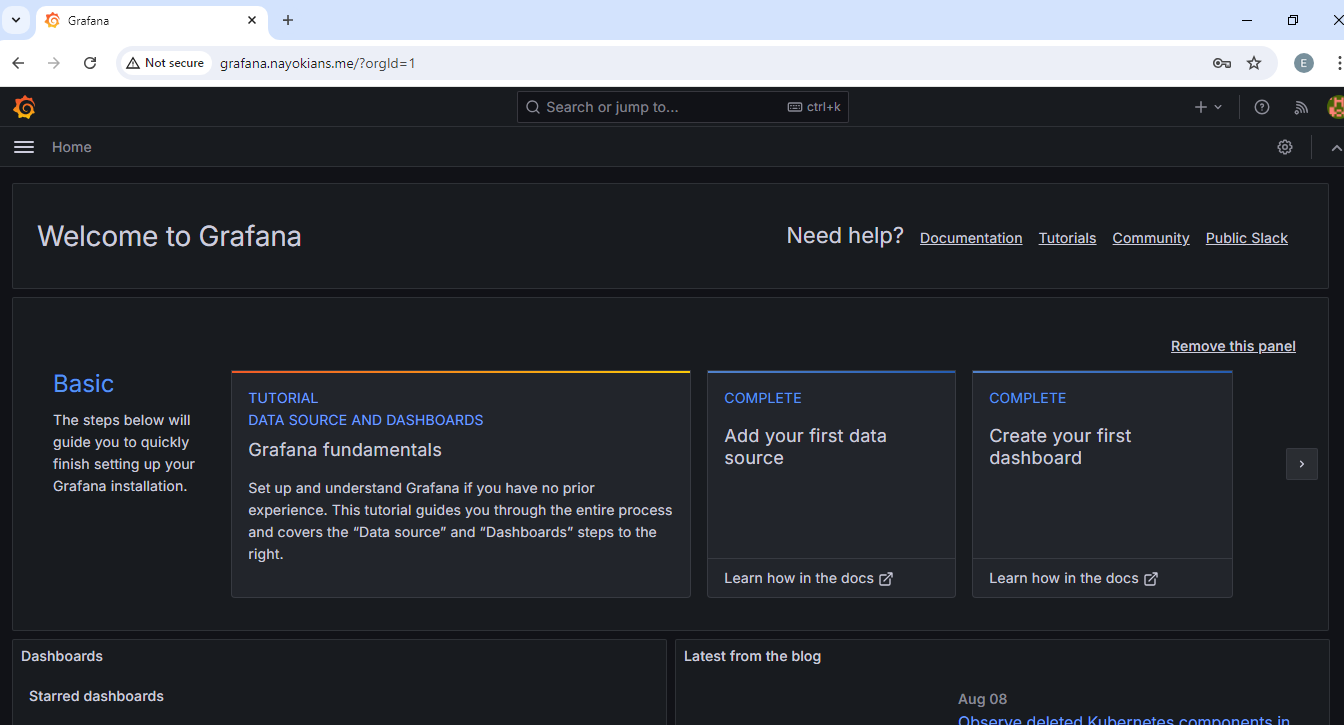 Grafana
Not secure
grafana.nayokians.me/?orgId=1
E
Search or jump to...
ctrl+k
Home
Welcome to Grafana
Need help?
Documentation
Tutorials
Community
Public Slack
Remove this panel
Basic
The steps below will
guide you to quickly
finish setting up your
Grafana installation.
TUTORIAL
DATA SOURCE AND DASHBOARDS
Grafana fundamentals
Set up and understand Grafana if you have no prior
experience. This tutorial guides you through the entire process
and covers the “Data source” and “Dashboards” steps to the
right.
COMPLETE
Add your first data
source
Learn how in the docs
COMPLETE
Create your first
dashboard
Learn how in the docs
Dashboards
Starred dashboards
Latest from the blog
Aug 08
Observe deleted Kubernetes components in